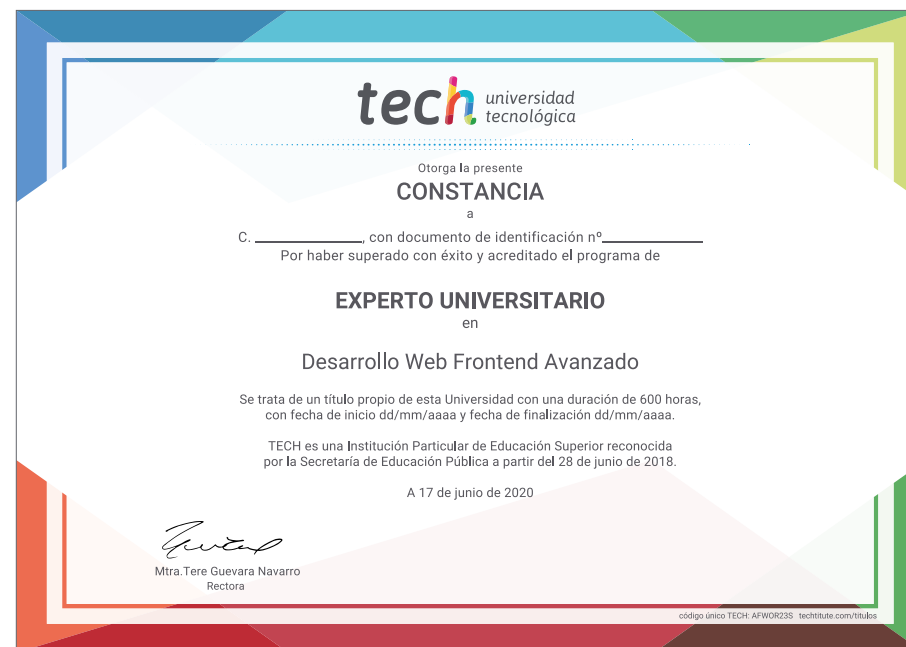 tech universidad
tecnológica
Otorga la presente
CONSTANCIA
a
C. ____________, con documento de identificación nº____________
Por haber superado con éxito y acreditado el programa de
EXPERTO UNIVERSITARIO
en
Desarrollo Web Frontend Avanzado
Se trata de un título propio de esta Universidad con una duración de 600 horas,
con fecha de inicio dd/mm/aaaa y fecha de finalización dd/mm/aaaa.
TECH es una Institución Particular de Educación Superior reconocida
por la Secretaría de Educación Pública a partir del 28 de junio de 2018.
A 17 de junio de 2020
Mtra.Tere Guevara Navarro
Rectora
código único TECH: AFWOR23S techtitute.com/titulos